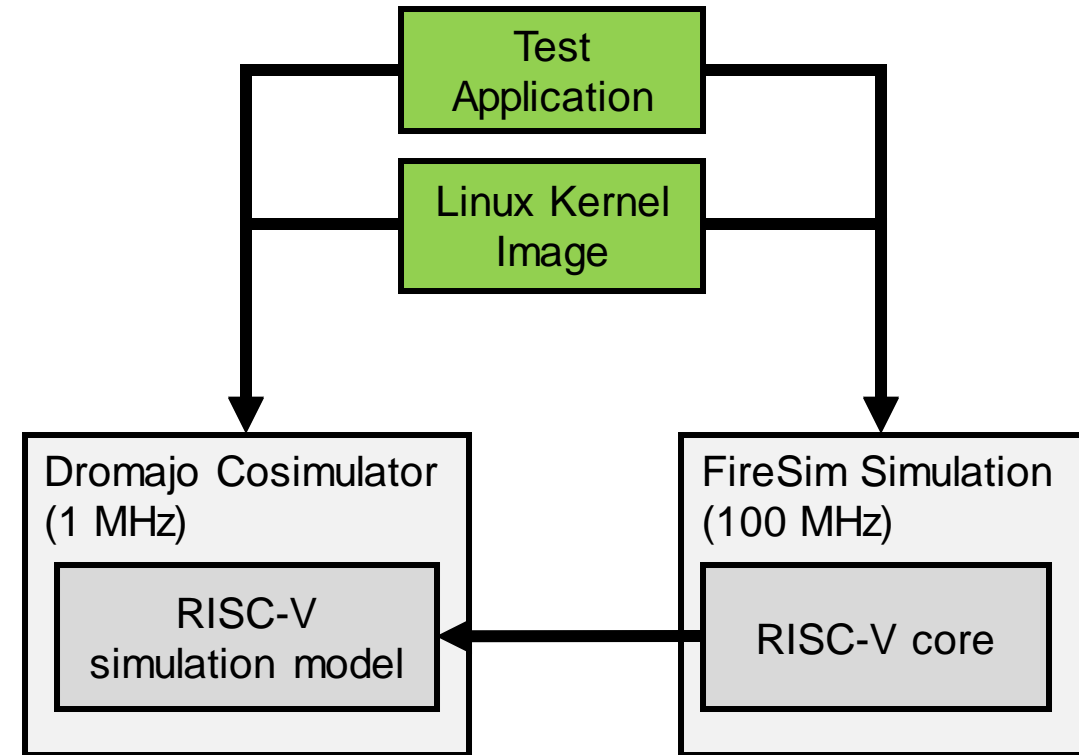 Test
Application
Linux Kernel
Image
Dromajo Cosimulator
(1 MHz)
RISC-V
simulation model
FireSim Simulation
(100 MHz)
RISC-V core